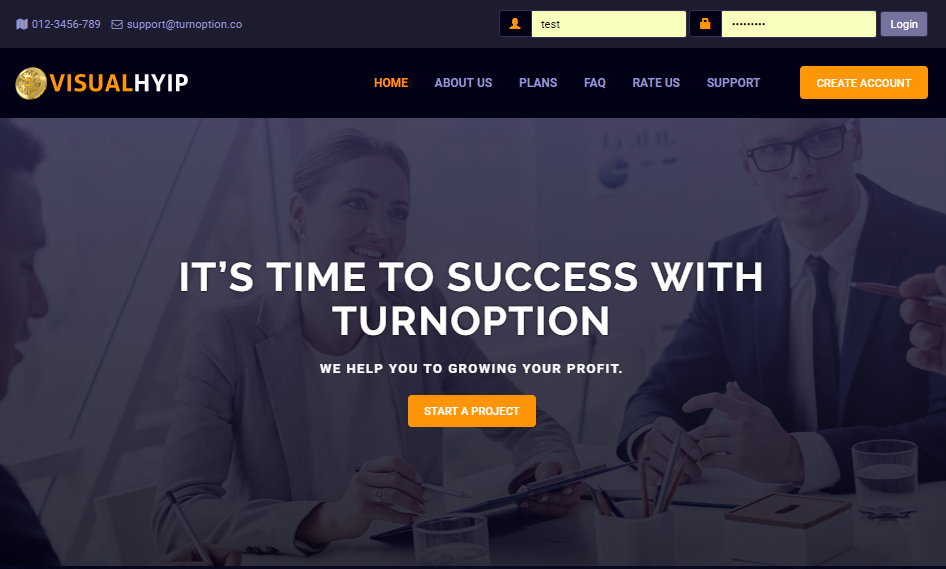 012-3456-789 support@turnoption.co test ••••••••• Login
VISUALHYIP HOME ABOUT US PLANS FAQ RATE US SUPPORT CREATE ACCOUNT
IT'S TIME TO SUCCESS WITH
TURNOPTION
WE HELP YOU TO GROWING YOUR PROFIT.
START A PROJECT